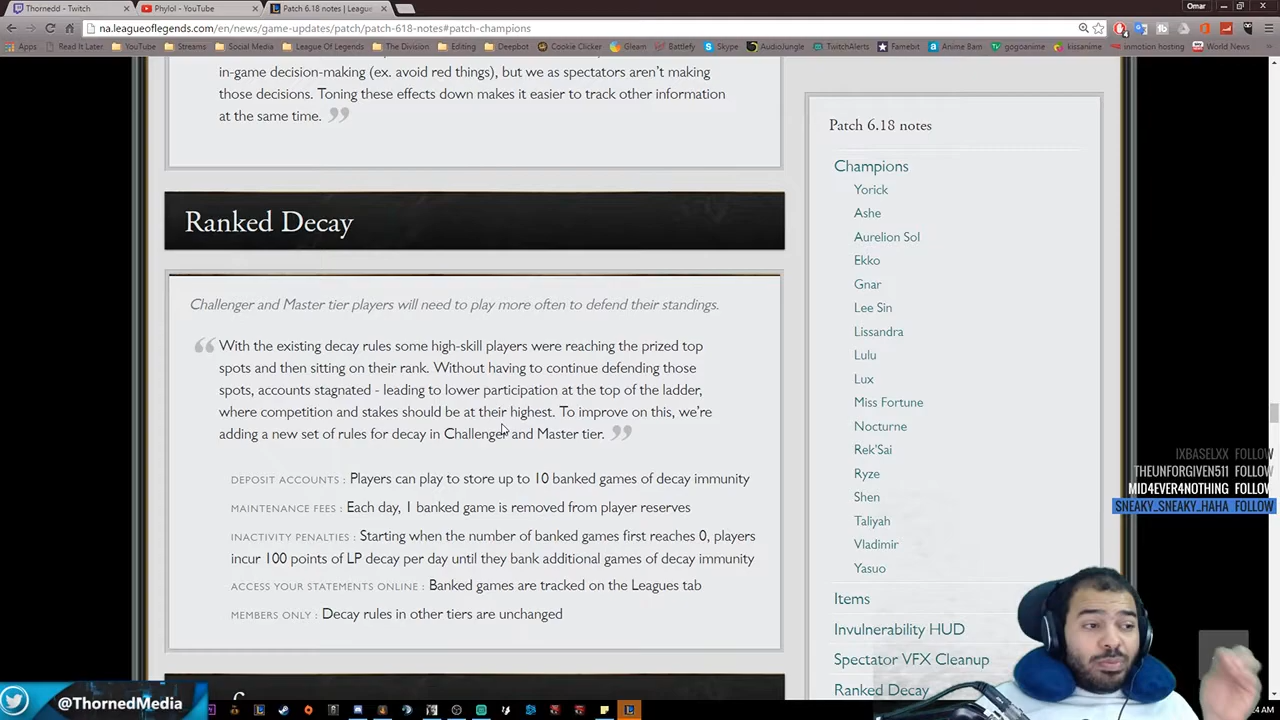 Thornedd - Twitch
Phylol - YouTube
Patch 6.18 notes | Leagu
Omar
na.leagueoflegends.com/en/news/game-updates/patch/patch-618-notes#patch-champions
Apps
Read It Later
YouTube
Streams
Social Media
League Of Legends
The Division
Editing
Deepbot
Cookie Clicker
Gleam
Battlefy
Skype
AudioJungle
TwitchAlerts
Famebit
Anime Bam
gogoanime
kissanime
inmotion hosting
World News
in-game decision-making (ex. avoid red things), but we as spectators aren't making
those decisions. Toning these effects down makes it easier to track other information
at the same time. ”
Ranked Decay
Challenger and Master tier players will need to play more often to defend their standings.
“ With the existing decay rules some high-skill players were reaching the prized top
spots and then sitting on their rank. Without having to continue defending those
spots, accounts stagnated - leading to lower participation at the top of the ladder,
where competition and stakes should be at their highest. To improve on this, we're
adding a new set of rules for decay in Challenger and Master tier. ”
DEPOSIT ACCOUNTS : Players can play to store up to 10 banked games of decay immunity
MAINTENANCE FEES : Each day, 1 banked game is removed from player reserves
INACTIVITY PENALTIES : Starting when the number of banked games first reaches 0, players
incur 100 points of LP decay per day until they bank additional games of decay immunity
ACCESS YOUR STATEMENTS ONLINE : Banked games are tracked on the Leagues tab
MEMBERS ONLY : Decay rules in other tiers are unchanged
Patch 6.18 notes
Champions
Yorick
Ashe
Aurelion Sol
Ekko
Gnar
Lee Sin
Lissandra
Lulu
Lux
Miss Fortune
Nocturne
Rek'Sai
Ryze
Shen
Taliyah
Vladimir
Yasuo
Items
Invulnerability HUD
Spectator VFX Cleanup
Ranked Decay
IXBASELXX FOLLOW
THEUNFORGIVEN511 FOLLOW
MID4EVER4NOTHING FOLLOW
SNEAKY_SNEAKY_HAHA FOLLOW
@ThornedMedia